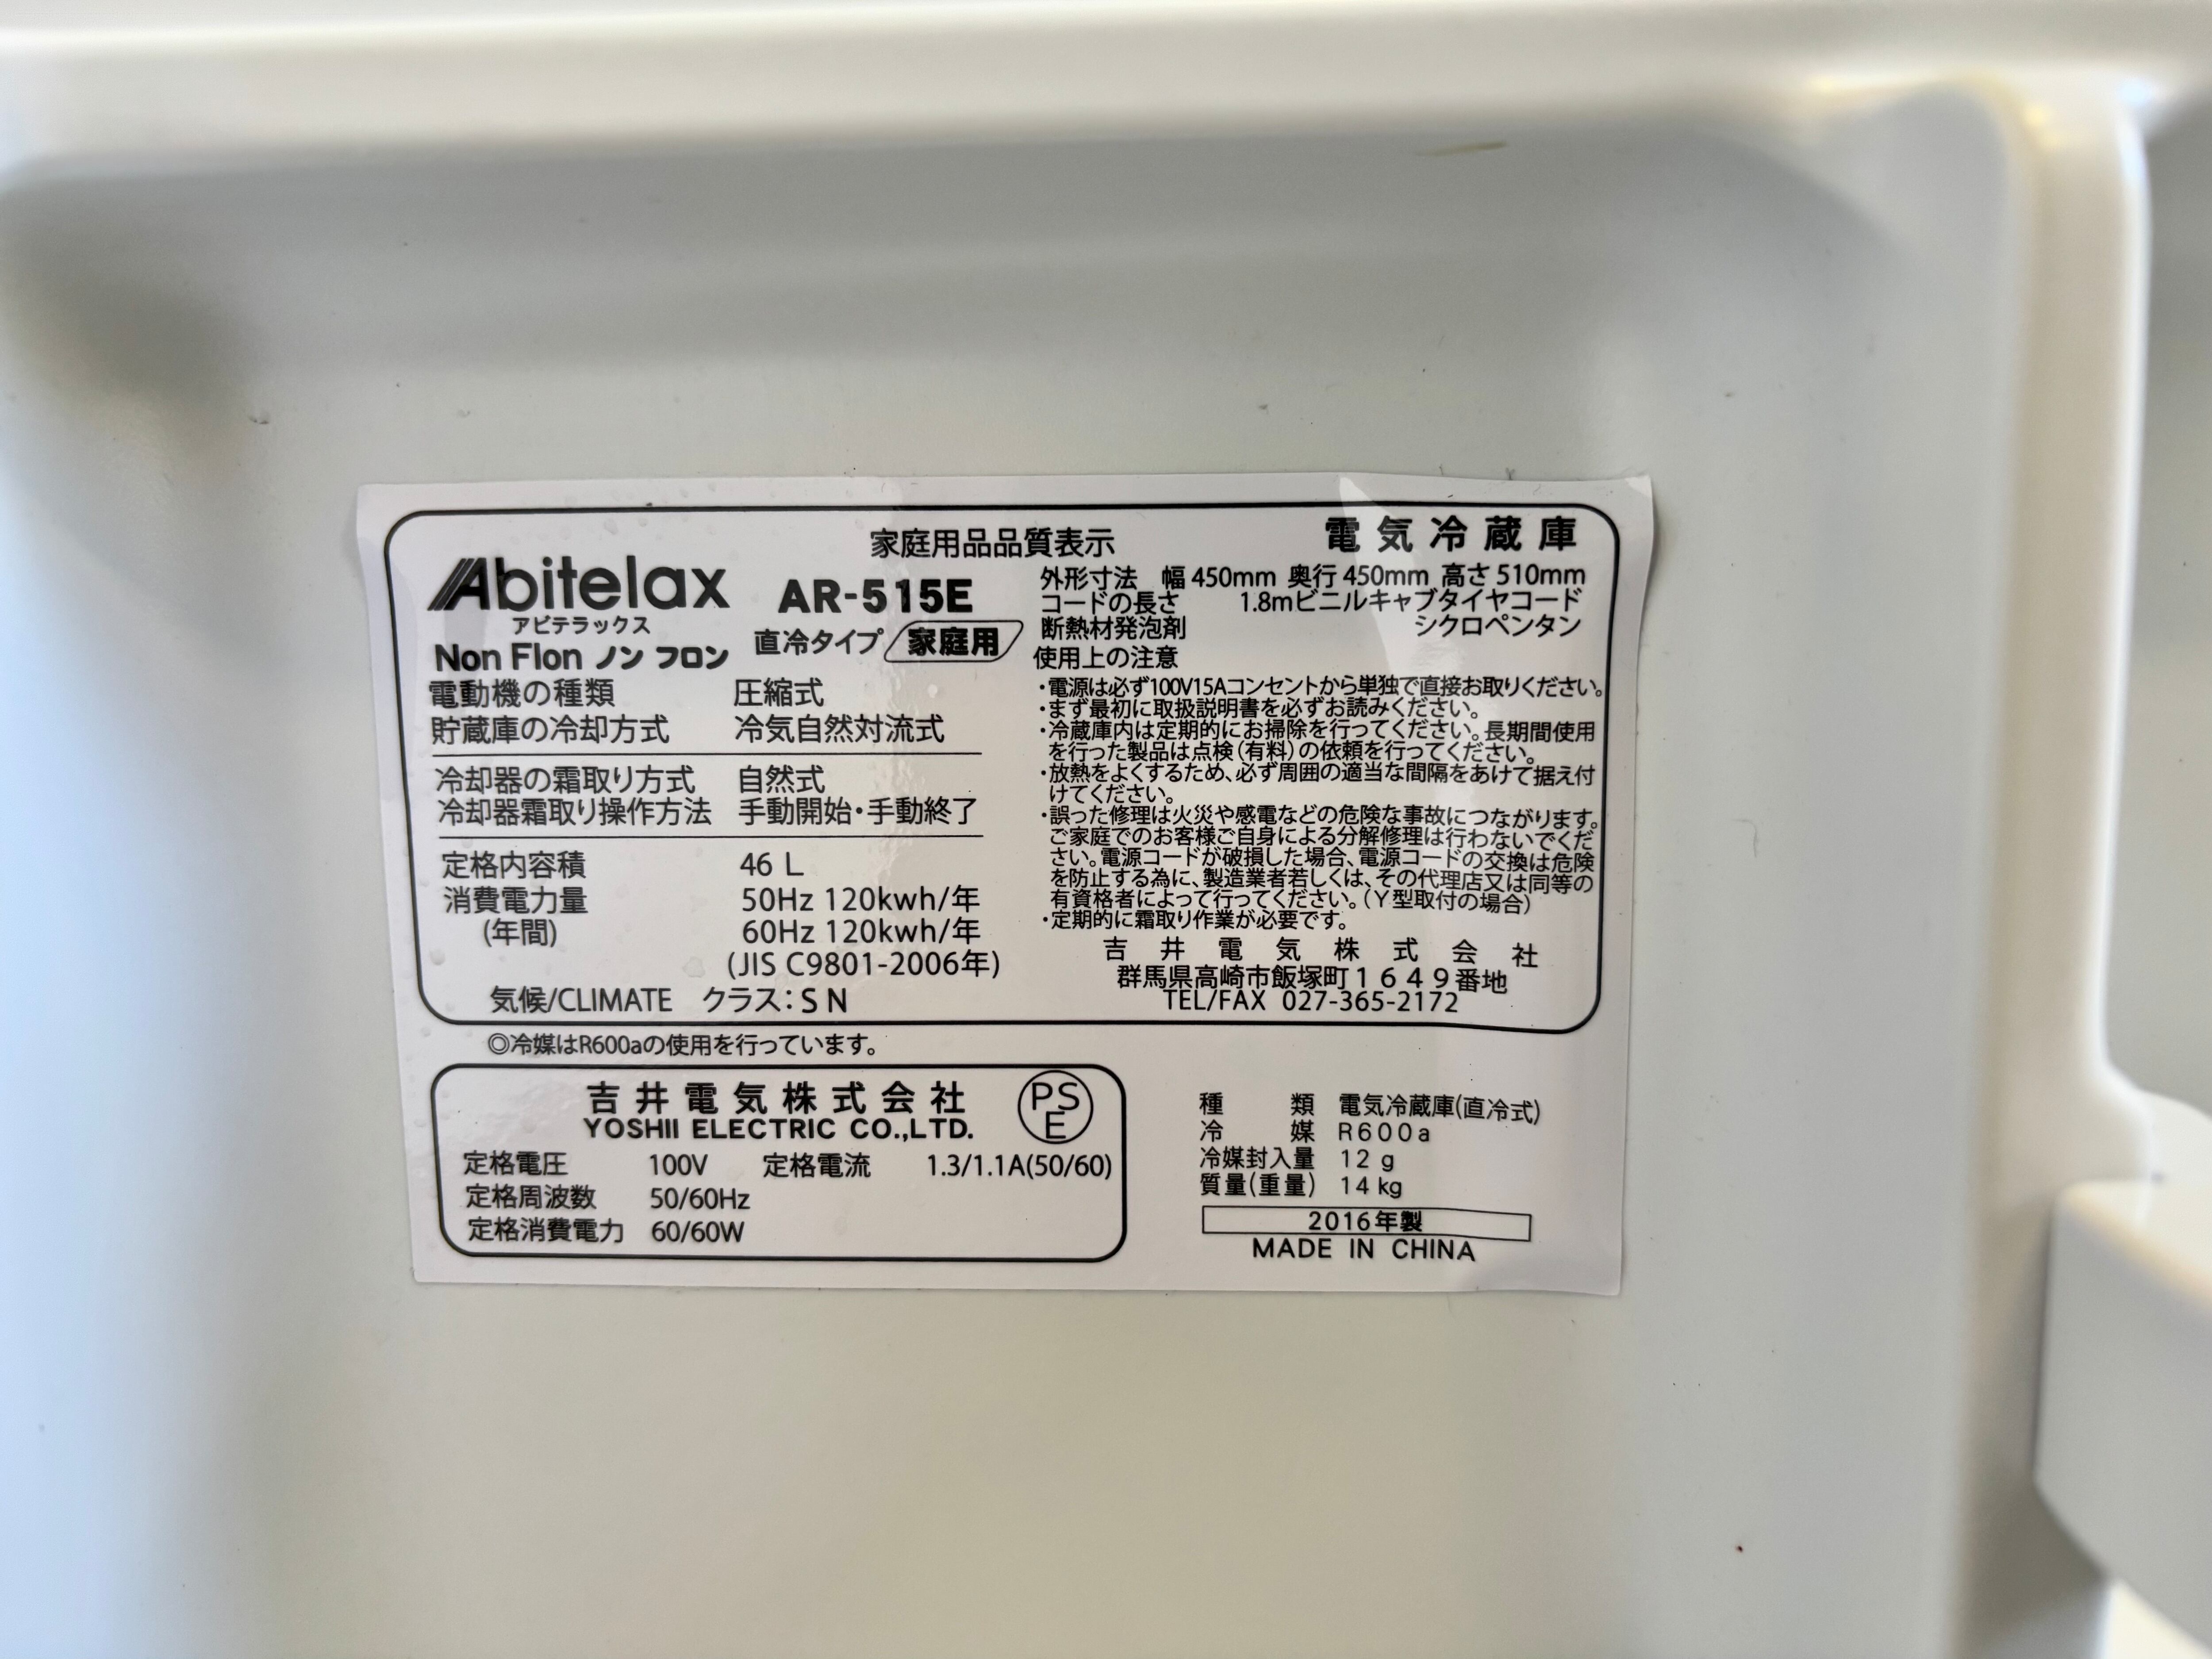 家庭用品品質表示
電気冷蔵庫
Abitelax AR-515E
アビテラックス
Non Flon ノン フロン 直冷タイプ 家庭用
電動機の種類 圧縮式
貯蔵庫の冷却方式 冷気自然対流式
冷却器の霜取り方式 自然式
冷却器霜取り操作方法 手動開始・手動終了
定格内容積 46 L
消費電力量 50Hz 120kwh/年
(年間) 60Hz 120kwh/年
(JIS C9801-2006年)
気候/CLIMATE クラス：S N
外形寸法 幅 450mm 奥行 450mm 高さ 510mm
コードの長さ 1.8mビニルキャブタイヤコード
断熱材発泡剤 シクロペンタン
使用上の注意
・電源は必ず100V15Aコンセントから単独で直接お取りください。
・まず最初に取扱説明書を必ずお読みください。
・冷蔵庫内は定期的にお掃除を行ってください。長期間使用
を行った製品は点検(有料)の依頼を行ってください。
・放熱をよくするため、必ず周囲の適当な間隔をあけて据え付
けてください。
・誤った修理は火災や感電などの危険な事故につながります。
ご家庭でのお客様ご自身による分解修理は行わないでくだ
さい。電源コードが破損した場合、電源コードの交換は危険
を防止する為に、製造業者若しくは、その代理店又は同等の
有資格者によって行ってください。(Y型取付の場合)
・定期的に霜取り作業が必要です。
吉井電気株式会社
群馬県高崎市飯塚町1649番地
TEL/FAX 027-365-2172
◎冷媒はR600aの使用を行っています。
吉井電気株式会社
YOSHII ELECTRIC CO.,LTD.
PS
E
定格電圧 100V 定格電流 1.3/1.1A(50/60)
定格周波数 50/60Hz
定格消費電力 60/60W
種類 電気冷蔵庫(直冷式)
冷媒 R600a
冷媒封入量 12 g
質量(重量) 14 kg
2016年製
MADE IN CHINA